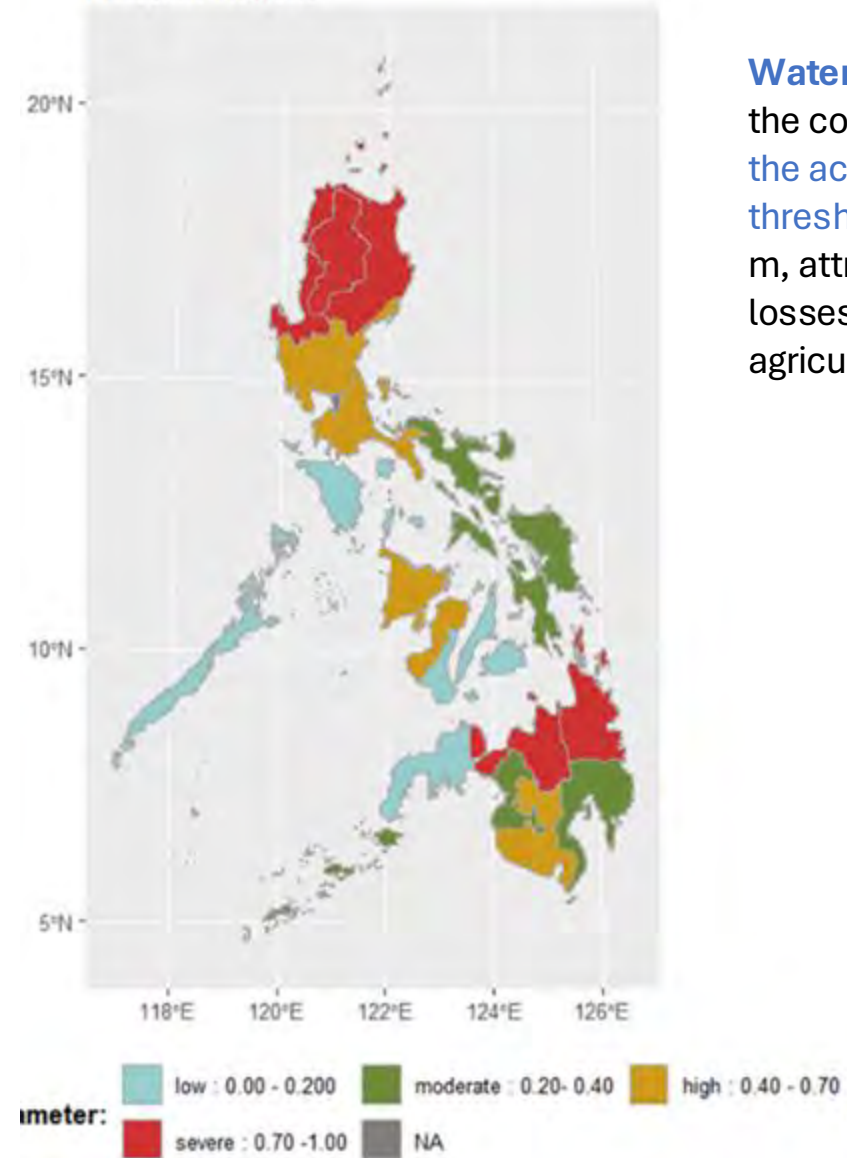 Water
the co
the ac
thresh
m, attr
losses
agricu
20°N
15°N
10°N
5°N
118°E 120°E 122°E 124°E 126°E
low : 0.00 - 0.200 moderate : 0.20- 0.40 high : 0.40 - 0.70
ameter:
severe : 0.70 -1.00 NA